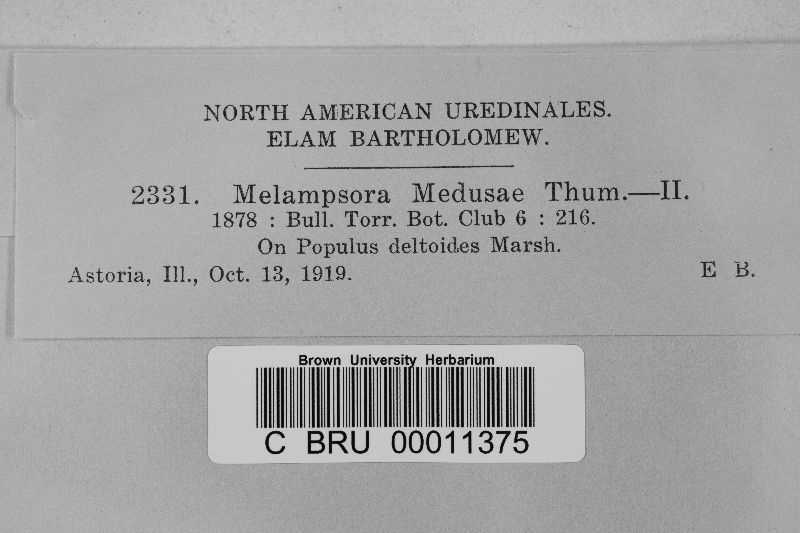 NORTH AMERICAN UREDINALES.
ELAM BARTHOLOMEW.
2331. Melampsora Medusae Thum.—II.
1878 : Bull. Torr. Bot. Club 6 : 216.
On Populus deltoides Marsh.
Astoria, Ill., Oct. 13, 1919. E B.
Brown University Herbarium
C BRU 00011375